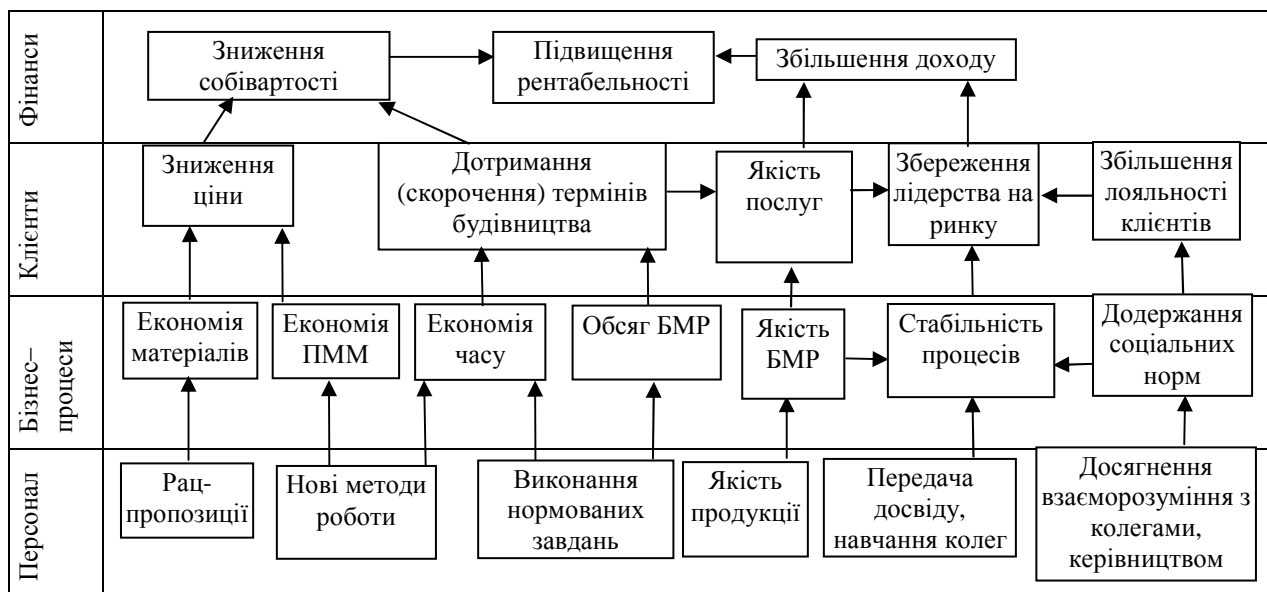 Фінанси
Зниження
собівартості
Підвищення
рентабельності
Збільшення доходу
Клієнти
Зниження
ціни
Дотримання
(скорочення) термінів
будівництва
Якість
послуг
Збереження
лідерства на
ринку
Збільшення
лояльності
клієнтів
Бізнес–
процеси
Економія
матеріалів
Економія
ПММ
Економія
часу
Обсяг БМР
Якість
БМР
Стабільність
процесів
Додержання
соціальних
норм
Персонал
Рац-
пропозиції
Нові методи
роботи
Виконання
нормованих
завдань
Якість
продукції
Передача
досвіду,
навчання колег
Досягнення
взаєморозуміння з
колегами,
керівництвом